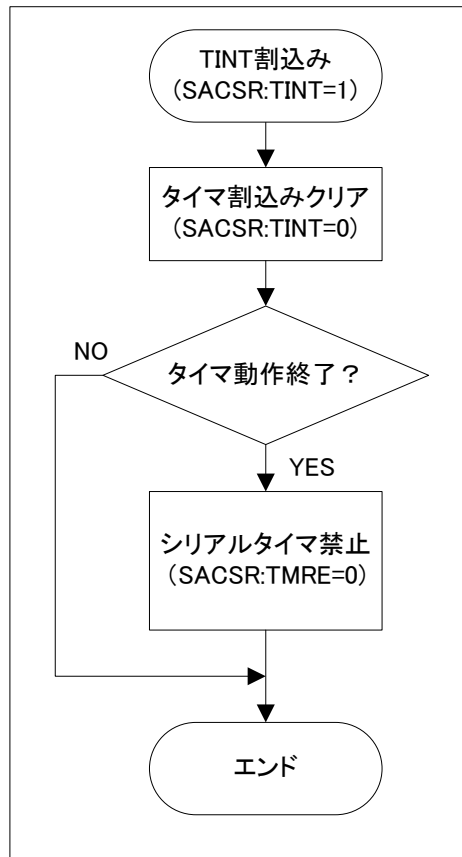 TINT割込み
(SACSR:TINT=1)
タイマ割込みクリア
(SACSR:TINT=0)
タイマ動作終了？
NO
YES
シリアルタイマ禁止
(SACSR:TMRE=0)
エンド